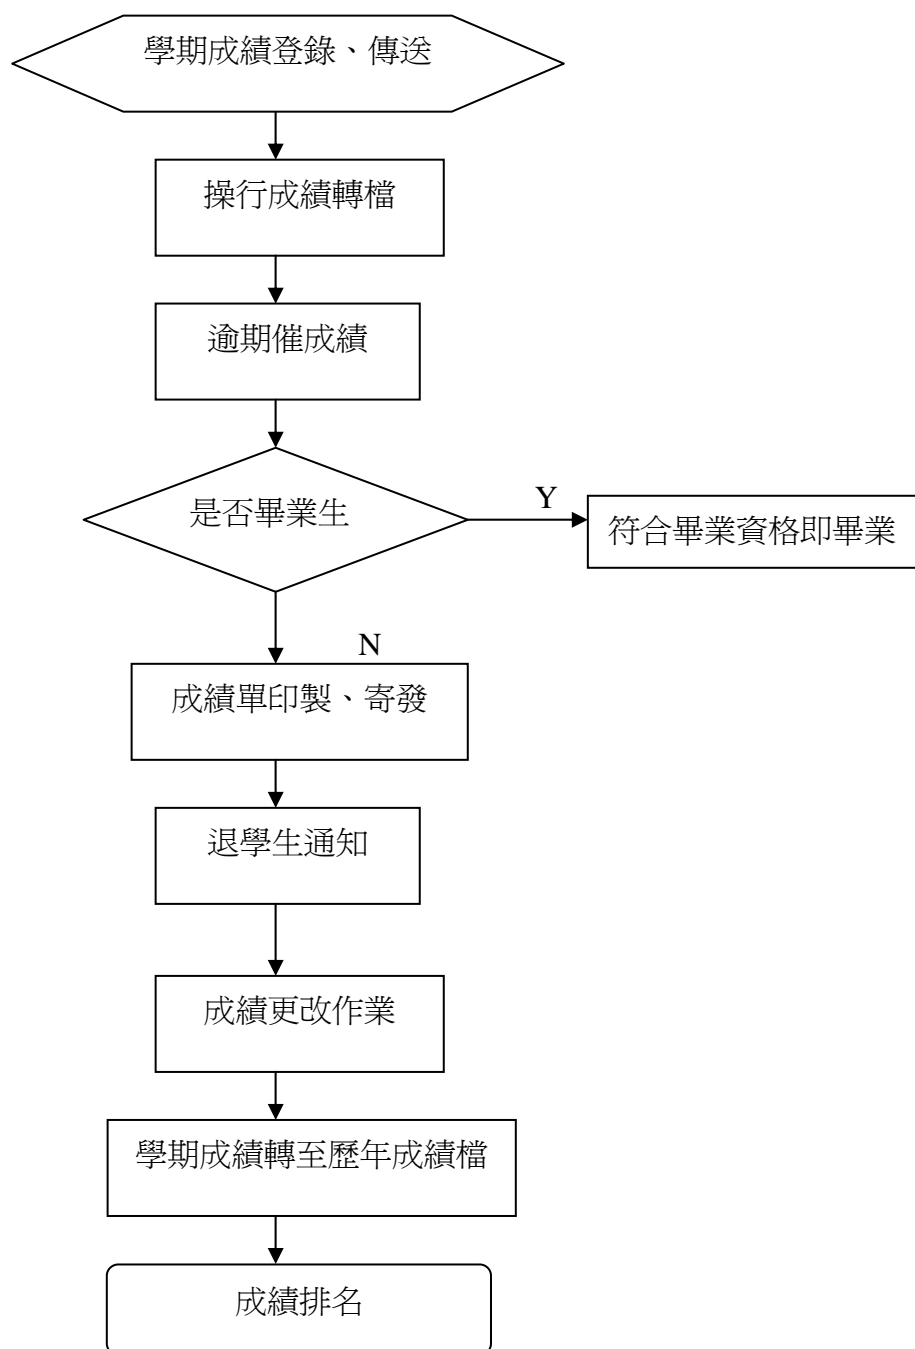 學期成績登錄、傳送
操行成績轉檔
逾期催成績
是否畢業生
Y
符合畢業資格即畢業
N
成績單印製、寄發
退學生通知
成績更改作業
學期成績轉至歷年成績檔
成績排名